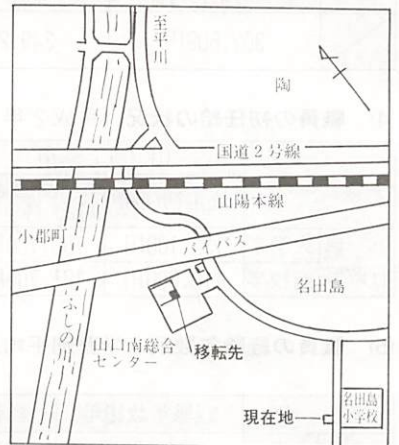 至平川
陶
国道2号線
山陽本線
小郡町
バイパス
名田島
ふしの川
山口南総合
センター
移転先
名田島
小学校
現在地